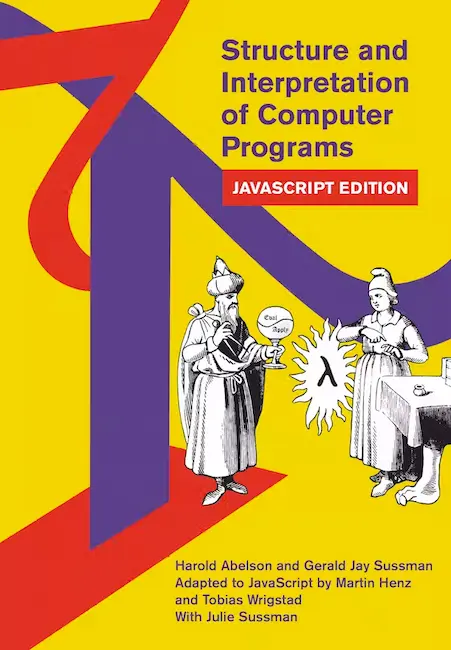 Structure and
Interpretation
of Computer
Programs
JAVASCRIPT EDITION
Eval
Apply
λ
Harold Abelson and Gerald Jay Sussman
Adapted to JavaScript by Martin Henz
and Tobias Wrigstad
With Julie Sussman